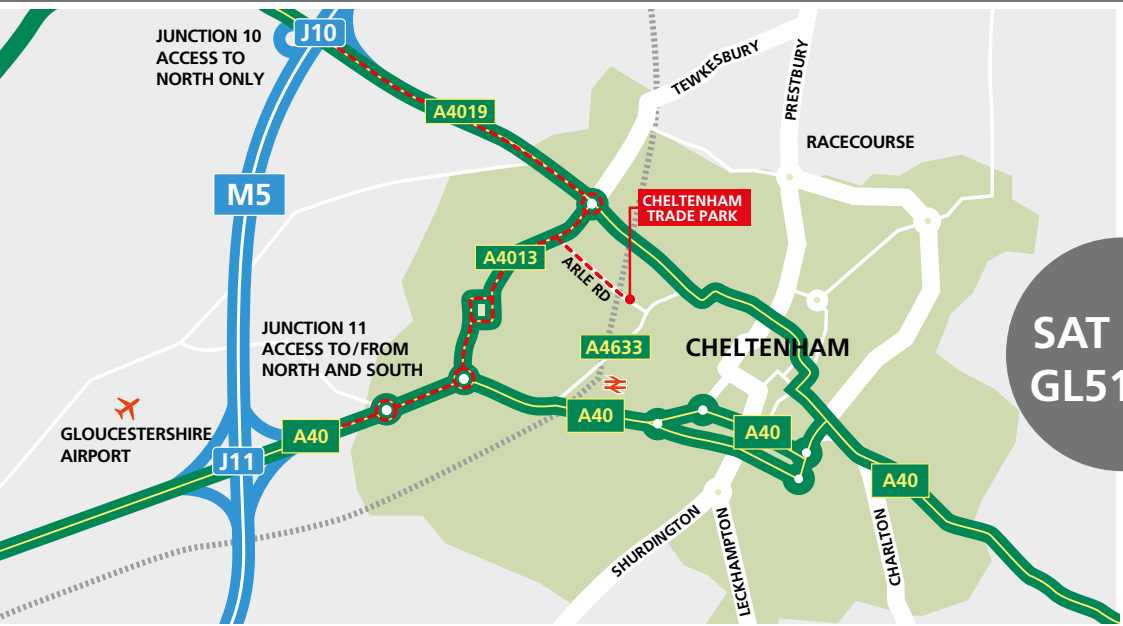 J10
JUNCTION 10
ACCESS TO
NORTH ONLY
TEWKESBURY
PRESTBURY
A4019
RACECOURSE
M5
CHELTENHAM
TRADE PARK
A4013
ARLE RD
SAT
GL51
JUNCTION 11
ACCESS TO/FROM
NORTH AND SOUTH
A4633
CHELTENHAM
GLOUCESTERSHIRE
AIRPORT
A40
A40
A40
J11
A40
SHURDINGTON
LECKHAMPTON
CHARLTON